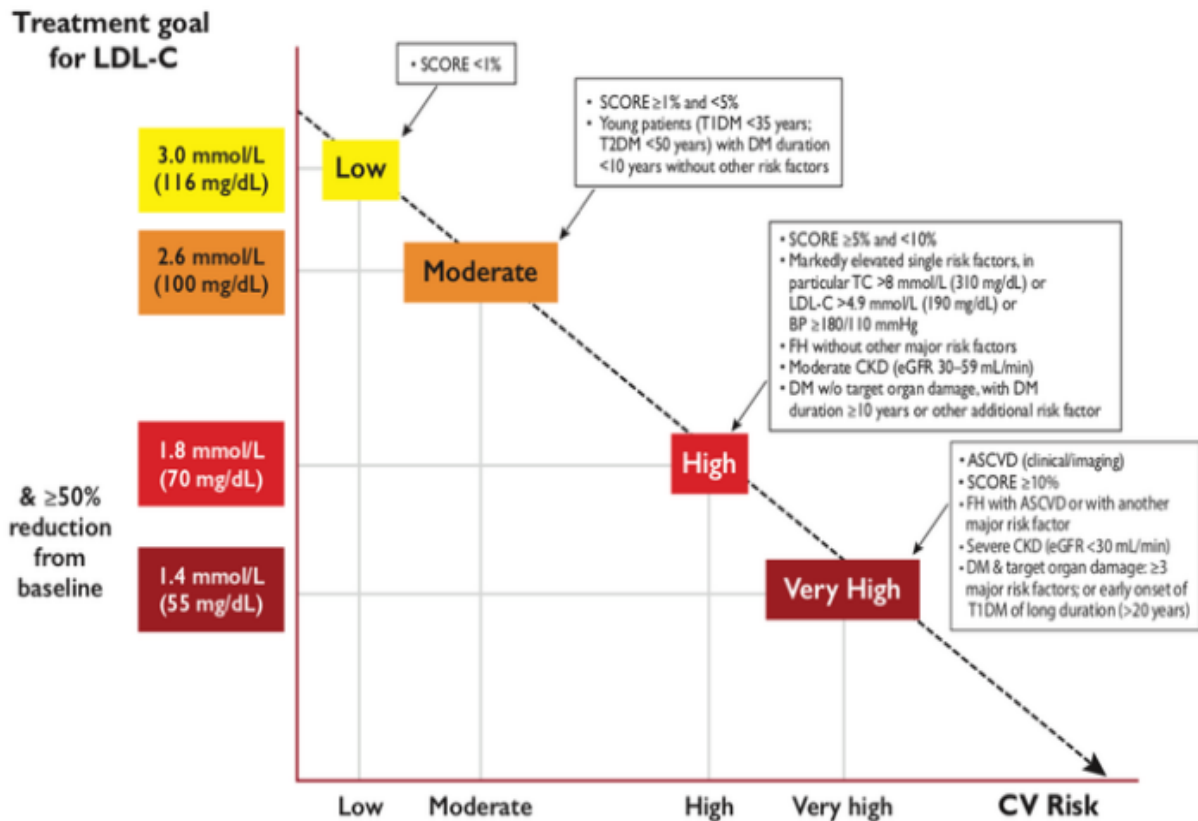 Treatment goal
for LDL-C
• SCORE <1%
• SCORE ≥1% and <5%
• Young patients (T1DM <35 years;
T2DM <50 years) with DM duration
<10 years without other risk factors
3.0 mmol/L
(116 mg/dL)
Low
2.6 mmol/L
(100 mg/dL)
Moderate
• SCORE ≥5% and <10%
• Markedly elevated single risk factors, in
particular TC >8 mmol/L (310 mg/dL) or
LDL-C >4.9 mmol/L (190 mg/dL) or
BP ≥180/110 mmHg
• FH without other major risk factors
• Moderate CKD (eGFR 30–59 mL/min)
• DM w/o target organ damage, with DM
duration ≥10 years or other additional risk factor
1.8 mmol/L
(70 mg/dL)
High
• ASCVD (clinical/imaging)
• SCORE ≥10%
• FH with ASCVD or with another
major risk factor
• Severe CKD (eGFR <30 mL/min)
• DM & target organ damage: ≥3
major risk factors; or early onset of
T1DM of long duration (>20 years)
& ≥50%
reduction
from
baseline
1.4 mmol/L
(55 mg/dL)
Very High
Low Moderate High Very high CV Risk